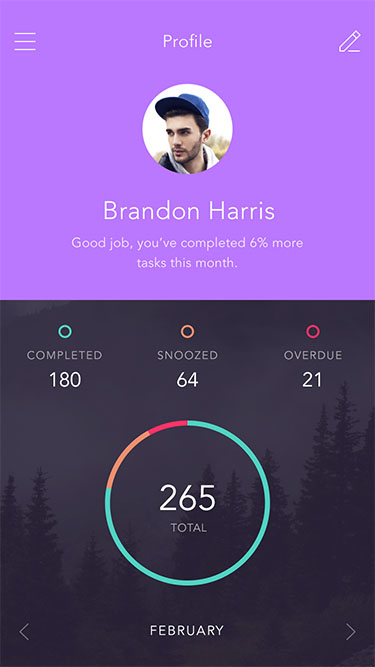 Profile
Brandon Harris
Good job, you've completed 6% more
tasks this month.
COMPLETED SNOOZED OVERDUE
180 64 21
265
TOTAL
FEBRUARY